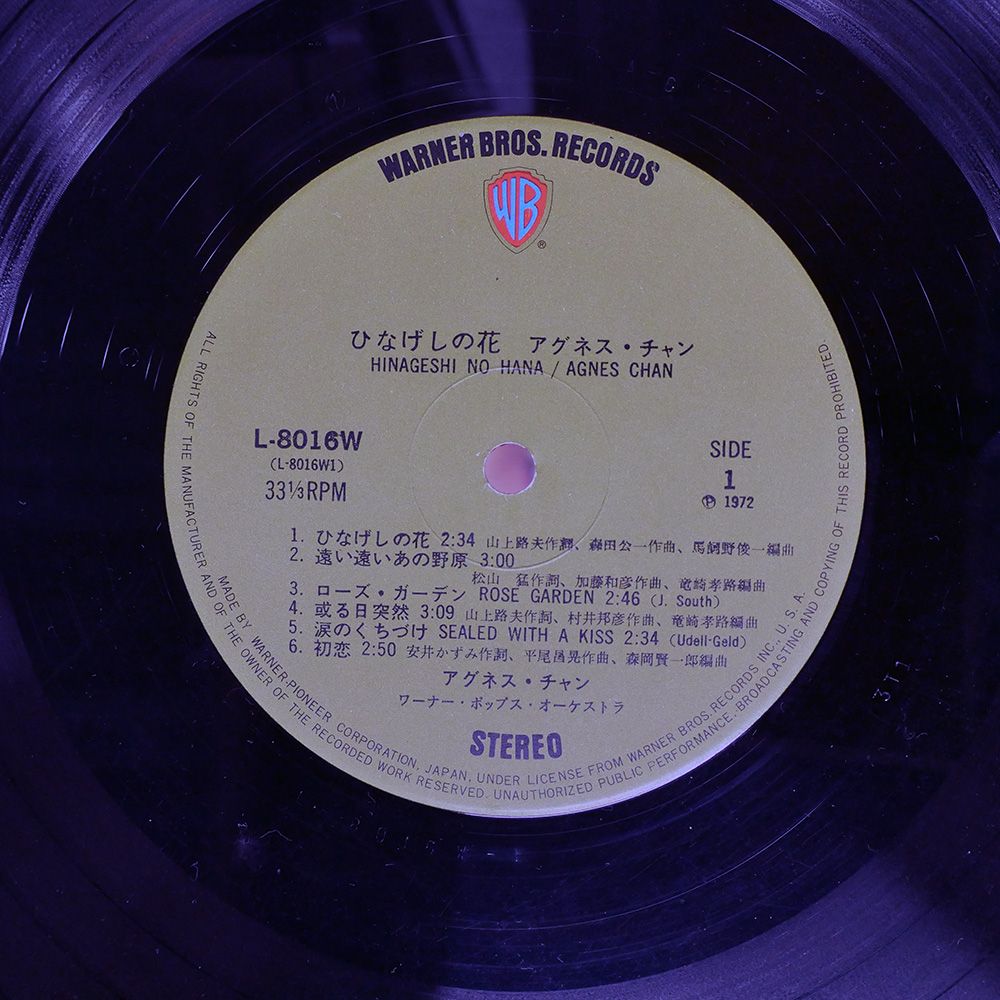 WARNER BROS. RECORDS
WB
®
ひなげしの花 アグネス・チャン
HINAGESHI NO HANA / AGNES CHAN
L-8016W
(L-8016W1)
33⅓RPM
SIDE
1
Ⓟ 1972
1. ひなげしの花 2:34 山上路夫作詞、森田公一作曲、馬飼野俊一編曲
2. 遠い遠いあの野原 3:00
松山 猛作詞、加藤和彦作曲、竜崎孝路編曲
3. ローズ・ガーデン ROSE GARDEN 2:46 (J. South)
4. 或る日突然 3:09 山上路夫作詞、村井邦彦作曲、竜崎孝路編曲
5. 涙のくちづけ SEALED WITH A KISS 2:34 (Udell-Geld)
6. 初恋 2:50 安井かずみ作詞、平尾昌晃作曲、森岡賢一郎編曲
アグネス・チャン
ワーナー・ポップス・オーケストラ
STEREO
ALL RIGHTS OF THE MANUFACTURER AND OF THE OWNER OF THE RECORDED WORK RESERVED. UNAUTHORIZED PUBLIC PERFORMANCE, BROADCASTING AND COPYING OF THIS RECORD PROHIBITED.
MADE BY WARNER-PIONEER CORPORATION, JAPAN, UNDER LICENSE FROM WARNER BROS. RECORDS INC., U. S. A.